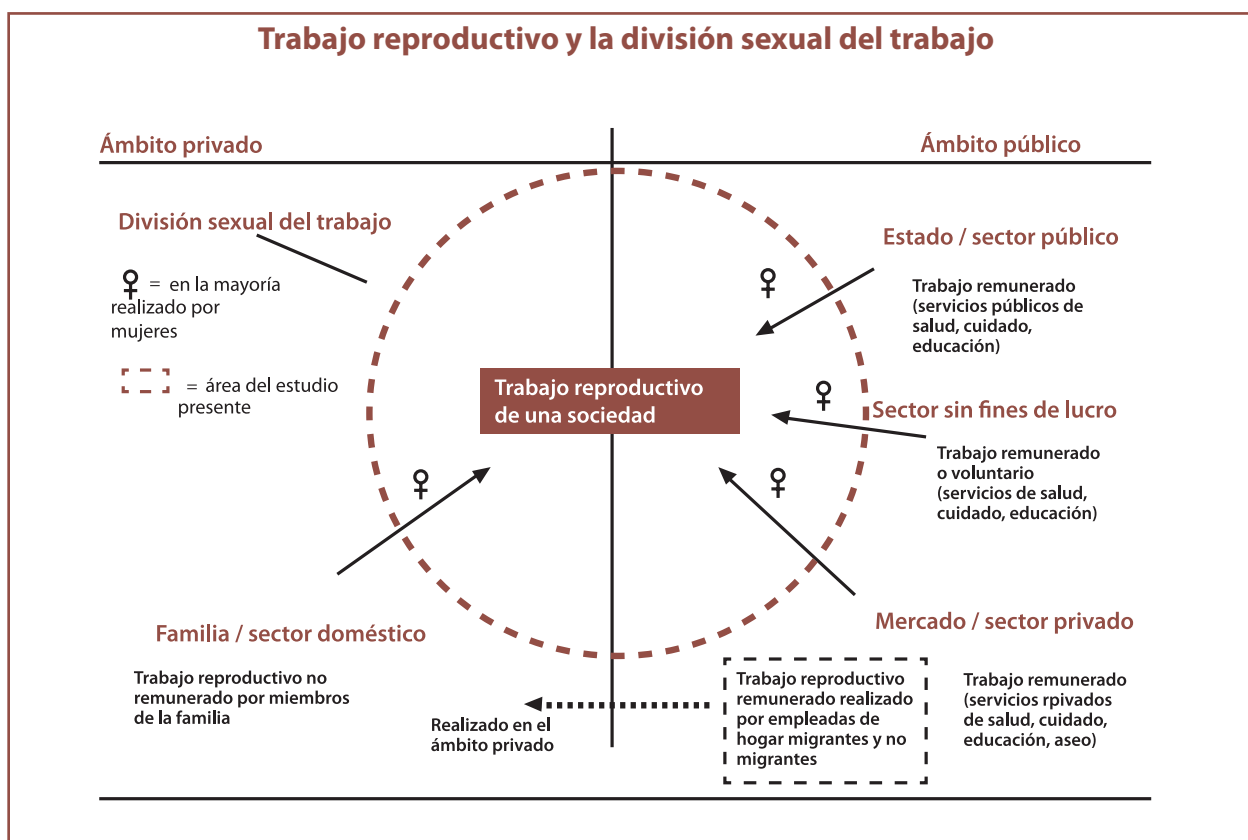 Trabajo reproductivo y la división sexual del trabajo
Ámbito privado
Ámbito público
División sexual del trabajo
= en la mayoría
realizado por
mujeres
= área del estudio
presente
Estado / sector público
Trabajo remunerado
(servicios públicos de
salud, cuidado,
educación)
Trabajo reproductivo
de una sociedad
Sector sin fines de lucro
Trabajo remunerado
o voluntario
(servicios de salud,
cuidado, educación)
Familia / sector doméstico
Trabajo reproductivo no
remunerado por miembros
de la familia
Realizado en el
ámbito privado
Mercado / sector privado
Trabajo reproductivo
remunerado realizado
por empleadas de
hogar migrantes y no
migrantes
Trabajo remunerado
(servicios rpivados
de salud, cuidado,
educación, aseo)